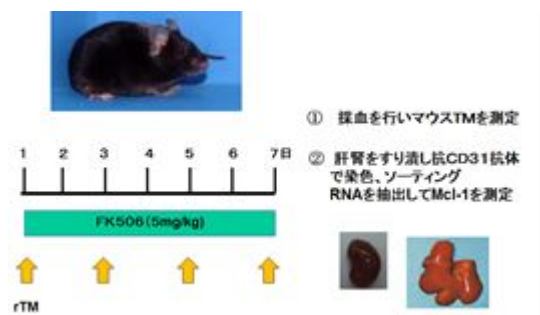 ① 採血を行いマウスTMを測定
② 肝腎をすり潰し抗CD31抗体
で染色、ソーティング
RNAを抽出してMcl-1を測定
1 2 3 4 5 6 7日
FK506(5mg/kg)
rTM